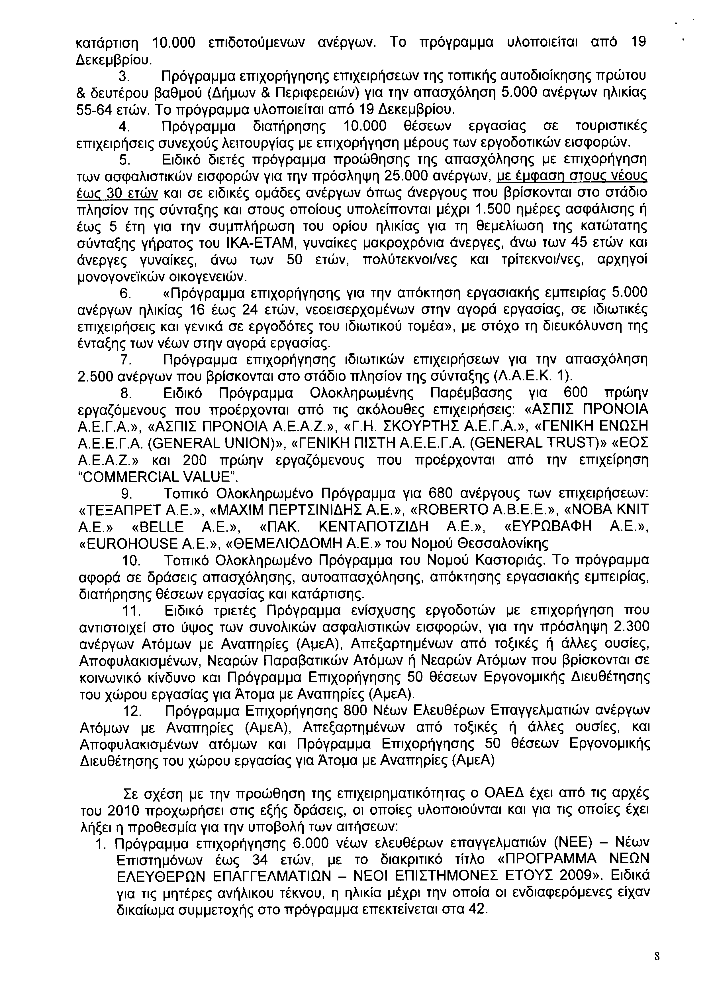 κατάρτιση 10.000 επιδοτούμενων ανέργων. Το πρόγραμμα υλοποιείται από 19
Δεκεμβρίου.
3. Πρόγραμμα επιχορήγησης επιχειρήσεων της τοπικής αυτοδιοίκησης πρώτου
& δευτέρου βαθμού (Δήμων & Περιφερειών) για την απασχόληση 5.000 ανέργων ηλικίας
55-64 ετών. Το πρόγραμμα υλοποιείται από 19 Δεκεμβρίου.
4. Πρόγραμμα διατήρησης 10.000 θέσεων εργασίας σε τουριστικές
επιχειρήσεις συνεχούς λειτουργίας με επιχορήγηση μέρους των εργοδοτικών εισφορών.
5. Ειδικό διετές πρόγραμμα προώθησης της απασχόλησης με επιχορήγηση
των ασφαλιστικών εισφορών για την πρόσληψη 25.000 ανέργων, με έμφαση στους νέους
έως 30 ετών και σε ειδικές ομάδες ανέργων όπως άνεργους που βρίσκονται στο στάδιο
πλησίον της σύνταξης και στους οποίους υπολείπονται μέχρι 1.500 ημέρες ασφάλισης ή
έως 5 έτη για την συμπλήρωση του ορίου ηλικίας για τη θεμελίωση της κατώτατης
σύνταξης γήρατος του ΙΚΑ-ΕΤΑΜ, γυναίκες μακροχρόνια άνεργες, άνω των 45 ετών και
άνεργες γυναίκες, άνω των 50 ετών, πολύτεκνοι/νες και τρίτεκνοι/νες, αρχηγοί
μονογονεϊκών οικογενειών.
6. «Πρόγραμμα επιχορήγησης για την απόκτηση εργασιακής εμπειρίας 5.000
ανέργων ηλικίας 16 έως 24 ετών, νεοεισερχομένων στην αγορά εργασίας, σε ιδιωτικές
επιχειρήσεις και γενικά σε εργοδότες του ιδιωτικού τομέα», με στόχο τη διευκόλυνση της
ένταξης των νέων στην αγορά εργασίας.
7. Πρόγραμμα επιχορήγησης ιδιωτικών επιχειρήσεων για την απασχόληση
2.500 ανέργων που βρίσκονται στο στάδιο πλησίον της σύνταξης (Λ.Α.Ε.Κ. 1).
8. Ειδικό Πρόγραμμα Ολοκληρωμένης Παρέμβασης για 600 πρώην
εργαζόμενους που προέρχονται από τις ακόλουθες επιχειρήσεις: «ΑΣΠΙΣ ΠΡΟΝΟΙΑ
Α.Ε.Γ.Α.», «ΑΣΠΙΣ ΠΡΟΝΟΙΑ Α.Ε.Α.Ζ.», «Γ.Η. ΣΚΟΥΡΤΗΣ Α.Ε.Γ.Α.», «ΓΕΝΙΚΗ ΕΝΩΣΗ
Α.Ε.Ε.Γ.Α. (GENERAL UNION)», «ΓΕΝΙΚΗ ΠΙΣΤΗ Α.Ε.Ε.Γ.Α. (GENERAL TRUST)» «ΕΟΣ
Α.Ε.Α.Ζ.» και 200 πρώην εργαζόμενους που προέρχονται από την επιχείρηση
“COMMERCIAL VALUE”.
9. Τοπικό Ολοκληρωμένο Πρόγραμμα για 680 ανέργους των επιχειρήσεων:
«ΤΕΞΑΠΡΕΤ Α.Ε.», «ΜΑΧΙΜ ΠΕΡΤΣΙΝΙΔΗΣ Α.Ε.», «ROBERTO Α.Β.Ε.Ε.», «ΝΟΒΑ ΚΝΙΤ
Α.Ε.» «BELLE Α.Ε.», «ΠΑΚ. ΚΕΝΤΑΠΟΤΖΙΔΗ Α.Ε.», «ΕΥΡΩΒΑΦΗ Α.Ε.»,
«EUROHOUSE Α.Ε.», «ΘΕΜΕΛΙΟΔΟΜΗ Α.Ε.» του Νομού Θεσσαλονίκης
10. Τοπικό Ολοκληρωμένο Πρόγραμμα του Νομού Καστοριάς. Το πρόγραμμα
αφορά σε δράσεις απασχόλησης, αυτοαπασχόλησης, απόκτησης εργασιακής εμπειρίας,
διατήρησης θέσεων εργασίας και κατάρτισης.
11. Ειδικό τριετές Πρόγραμμα ενίσχυσης εργοδοτών με επιχορήγηση που
αντιστοιχεί στο ύψος των συνολικών ασφαλιστικών εισφορών, για την πρόσληψη 2.300
ανέργων Ατόμων με Αναπηρίες (ΑμεΑ), Απεξαρτημένων από τοξικές ή άλλες ουσίες,
Αποφυλακισμένων, Νεαρών Παραβατικών Ατόμων ή Νεαρών Ατόμων που βρίσκονται σε
κοινωνικό κίνδυνο και Πρόγραμμα Επιχορήγησης 50 θέσεων Εργονομικής Διευθέτησης
του χώρου εργασίας για Άτομα με Αναπηρίες (ΑμεΑ).
12. Πρόγραμμα Επιχορήγησης 800 Νέων Ελευθέρων Επαγγελματιών ανέργων
Ατόμων με Αναπηρίες (ΑμεΑ), Απεξαρτημένων από τοξικές ή άλλες ουσίες, και
Αποφυλακισμένων ατόμων και Πρόγραμμα Επιχορήγησης 50 θέσεων Εργονομικής
Διευθέτησης του χώρου εργασίας για Άτομα με Αναπηρίες (ΑμεΑ)
Σε σχέση με την προώθηση της επιχειρηματικότητας ο ΟΑΕΔ έχει από τις αρχές
του 2010 προχωρήσει στις εξής δράσεις, οι οποίες υλοποιούνται και για τις οποίες έχει
λήξει η προθεσμία για την υποβολή των αιτήσεων:
1. Πρόγραμμα επιχορήγησης 6.000 νέων ελευθέρων επαγγελματιών (ΝΕΕ) – Νέων
Επιστημόνων έως 34 ετών, με το διακριτικό τίτλο «ΠΡΟΓΡΑΜΜΑ ΝΕΩΝ
ΕΛΕΥΘΕΡΩΝ ΕΠΑΓΓΕΛΜΑΤΙΩΝ – ΝΕΟΙ ΕΠΙΣΤΗΜΟΝΕΣ ΕΤΟΥΣ 2009». Ειδικά
για τις μητέρες ανήλικου τέκνου, η ηλικία μέχρι την οποία οι ενδιαφερόμενες είχαν
δικαίωμα συμμετοχής στο πρόγραμμα επεκτείνεται στα 42.
8